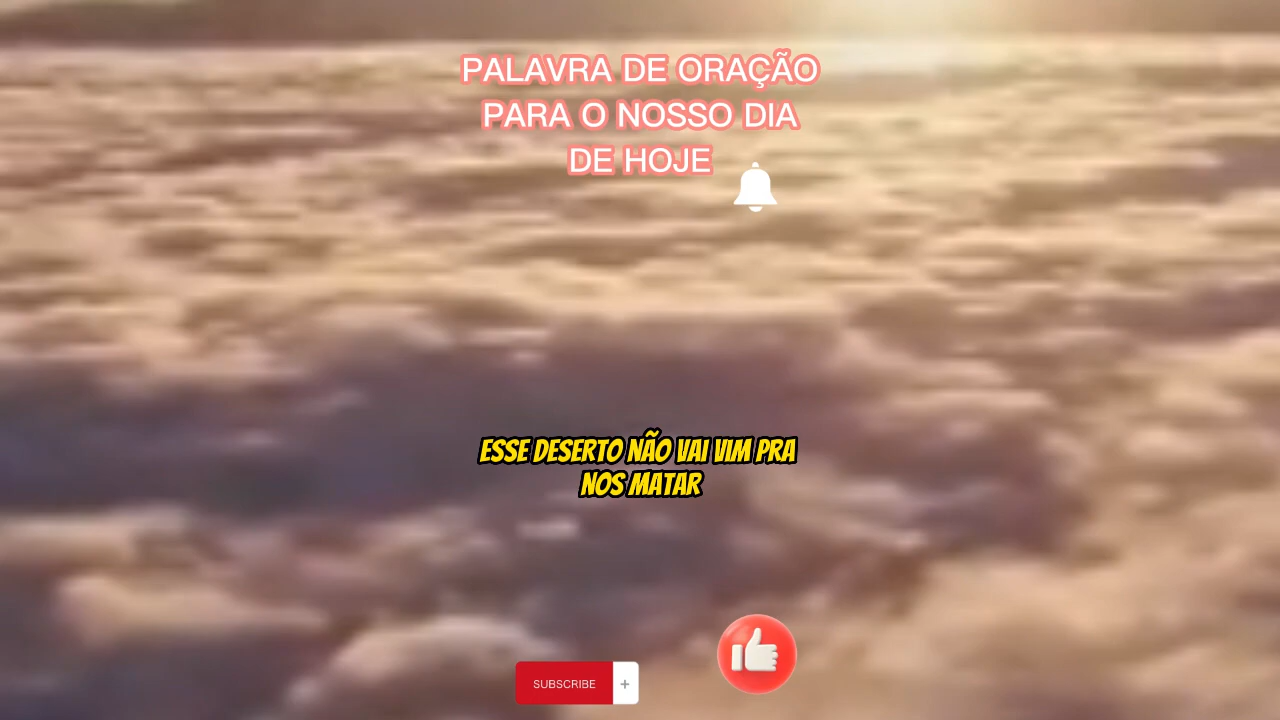 PALAVRA DE ORAÇÃO
PARA O NOSSO DIA
DE HOJE
ESSE DESERTO NÃO VAI VIM PRA
NOS MATAR
SUBSCRIBE +